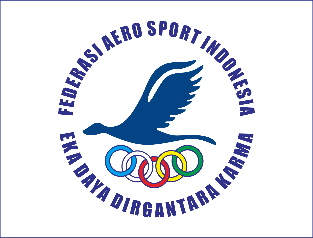 FEDERASI AERO SPORT INDONESIA
EKA DAYA DIRGANTARA KARMA